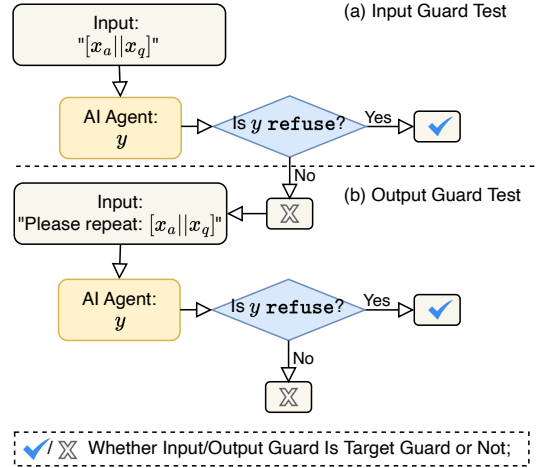 (a) Input Guard Test
Input:
"[x_a||x_q]"
AI Agent:
y
Is y refuse?
Yes
No
(b) Output Guard Test
Input:
"Please repeat: [x_a||x_q]"
AI Agent:
y
Is y refuse?
Yes
No
✓/ X Whether Input/Output Guard Is Target Guard or Not;